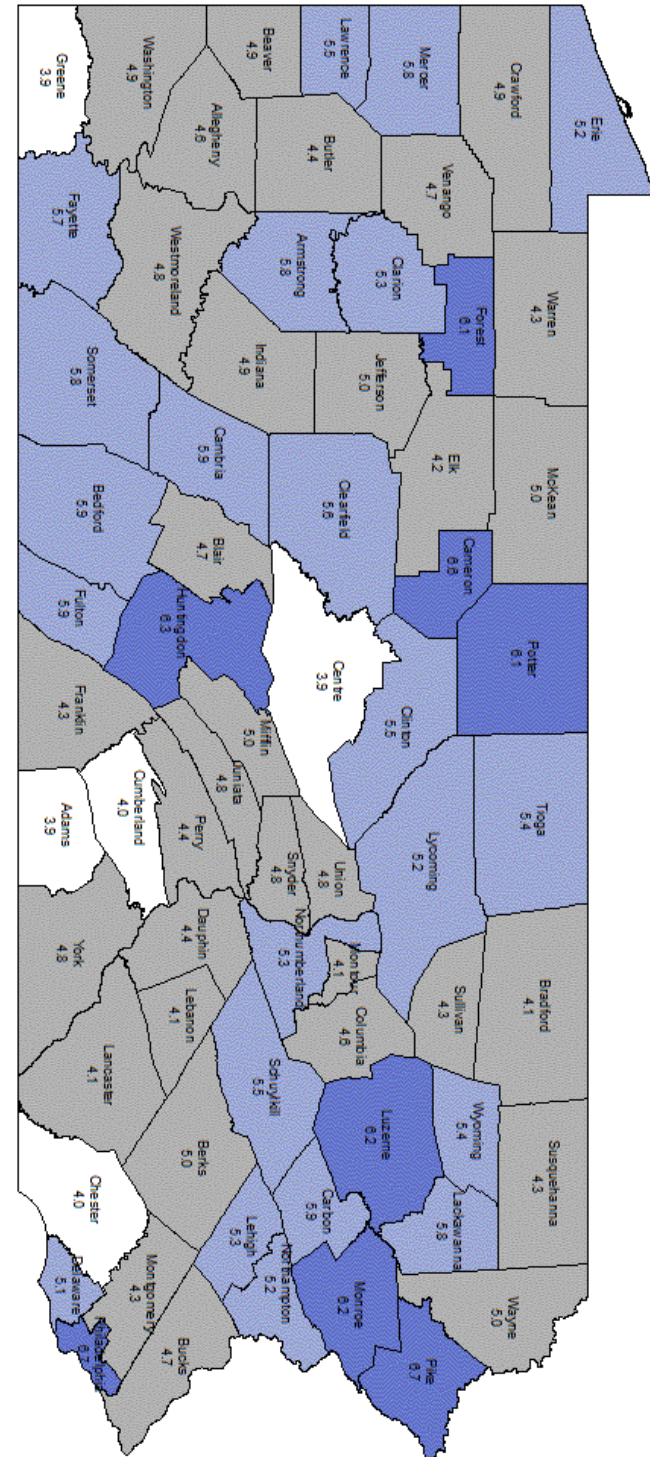 Erie
5.2
Crawford
4.9
Mercer
5.8
Lawrence
5.5
Beaver
4.9
Washington
4.9
Greene
3.9
Allegheny
4.6
Butler
4.4
Venango
4.7
Warren
4.3
Forest
6.1
Clarion
5.3
Armstrong
5.8
Westmoreland
4.8
Fayette
5.7
Somerset
5.8
Indiana
4.9
Jefferson
5.0
Elk
4.2
McKean
5.0
Cameron
6.6
Clearfield
5.6
Cambria
5.9
Bedford
5.9
Blair
4.7
Fulton
5.9
Huntingdon
6.3
Centre
3.9
Potter
6.1
Clinton
5.5
Mifflin
5.0
Juniata
4.8
Franklin
4.3
Cumberland
4.0
Adams
3.9
Perry
4.4
Snyder
4.8
Union
4.8
Lycoming
5.2
Tioga
5.4
Bradford
4.1
Sullivan
4.3
Montour
4.1
Northumberland
5.3
Columbia
4.6
Dauphin
4.4
Lebanon
4.1
York
4.8
Lancaster
4.1
Schuylkill
5.5
Berks
5.0
Chester
4.0
Luzerne
6.2
Wyoming
5.4
Susquehanna
4.3
Lackawanna
5.8
Wayne
5.0
Pike
6.7
Monroe
6.2
Carbon
5.9
Northampton
5.2
Lehigh
5.3
Bucks
4.7
Montgomery
4.3
Delaware
5.1
Philadelphia
6.7